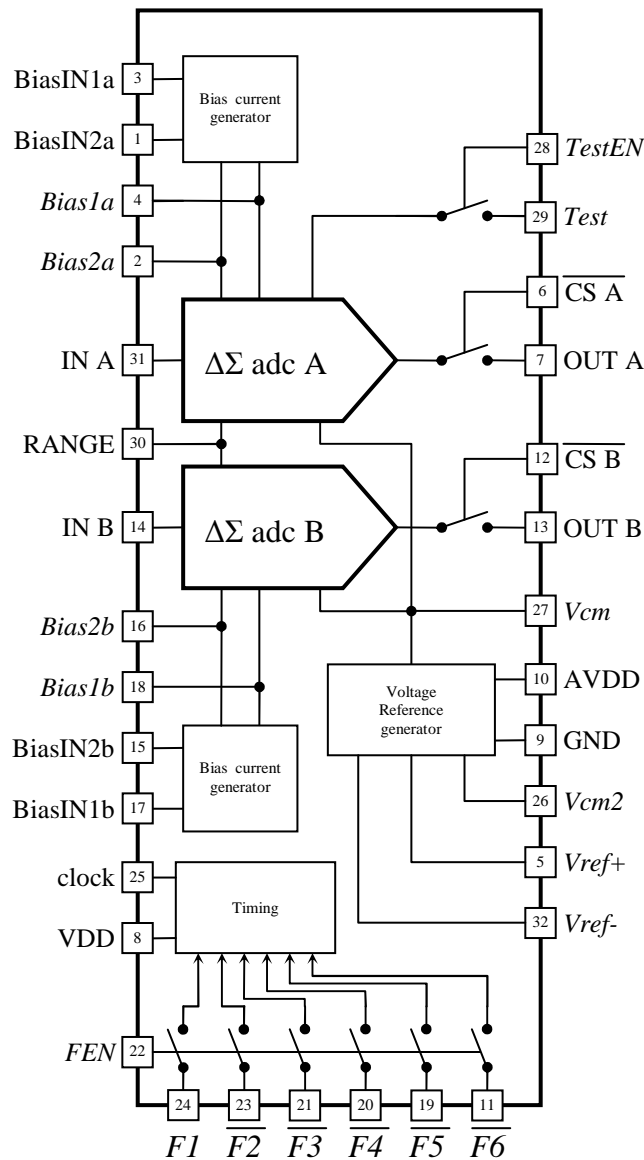 BiasIN1a
3
Bias current
generator
BiasIN2a
1
Bias1a
4
Bias2a
2
IN A
31
ΔΣ adc A
RANGE
30
IN B
14
ΔΣ adc B
Bias2b
16
Bias1b
18
BiasIN2b
15
Bias current
generator
BiasIN1b
17
clock
25
Timing
VDD
8
FEN
22
28
TestEN
29
Test
6
CS A
7
OUT A
12
CS B
13
OUT B
27
Vcm
Voltage
Reference
generator
10
AVDD
9
GND
26
Vcm2
5
Vref+
32
Vref-
24
23
21
20
19
11
F1
F2
F3
F4
F5
F6